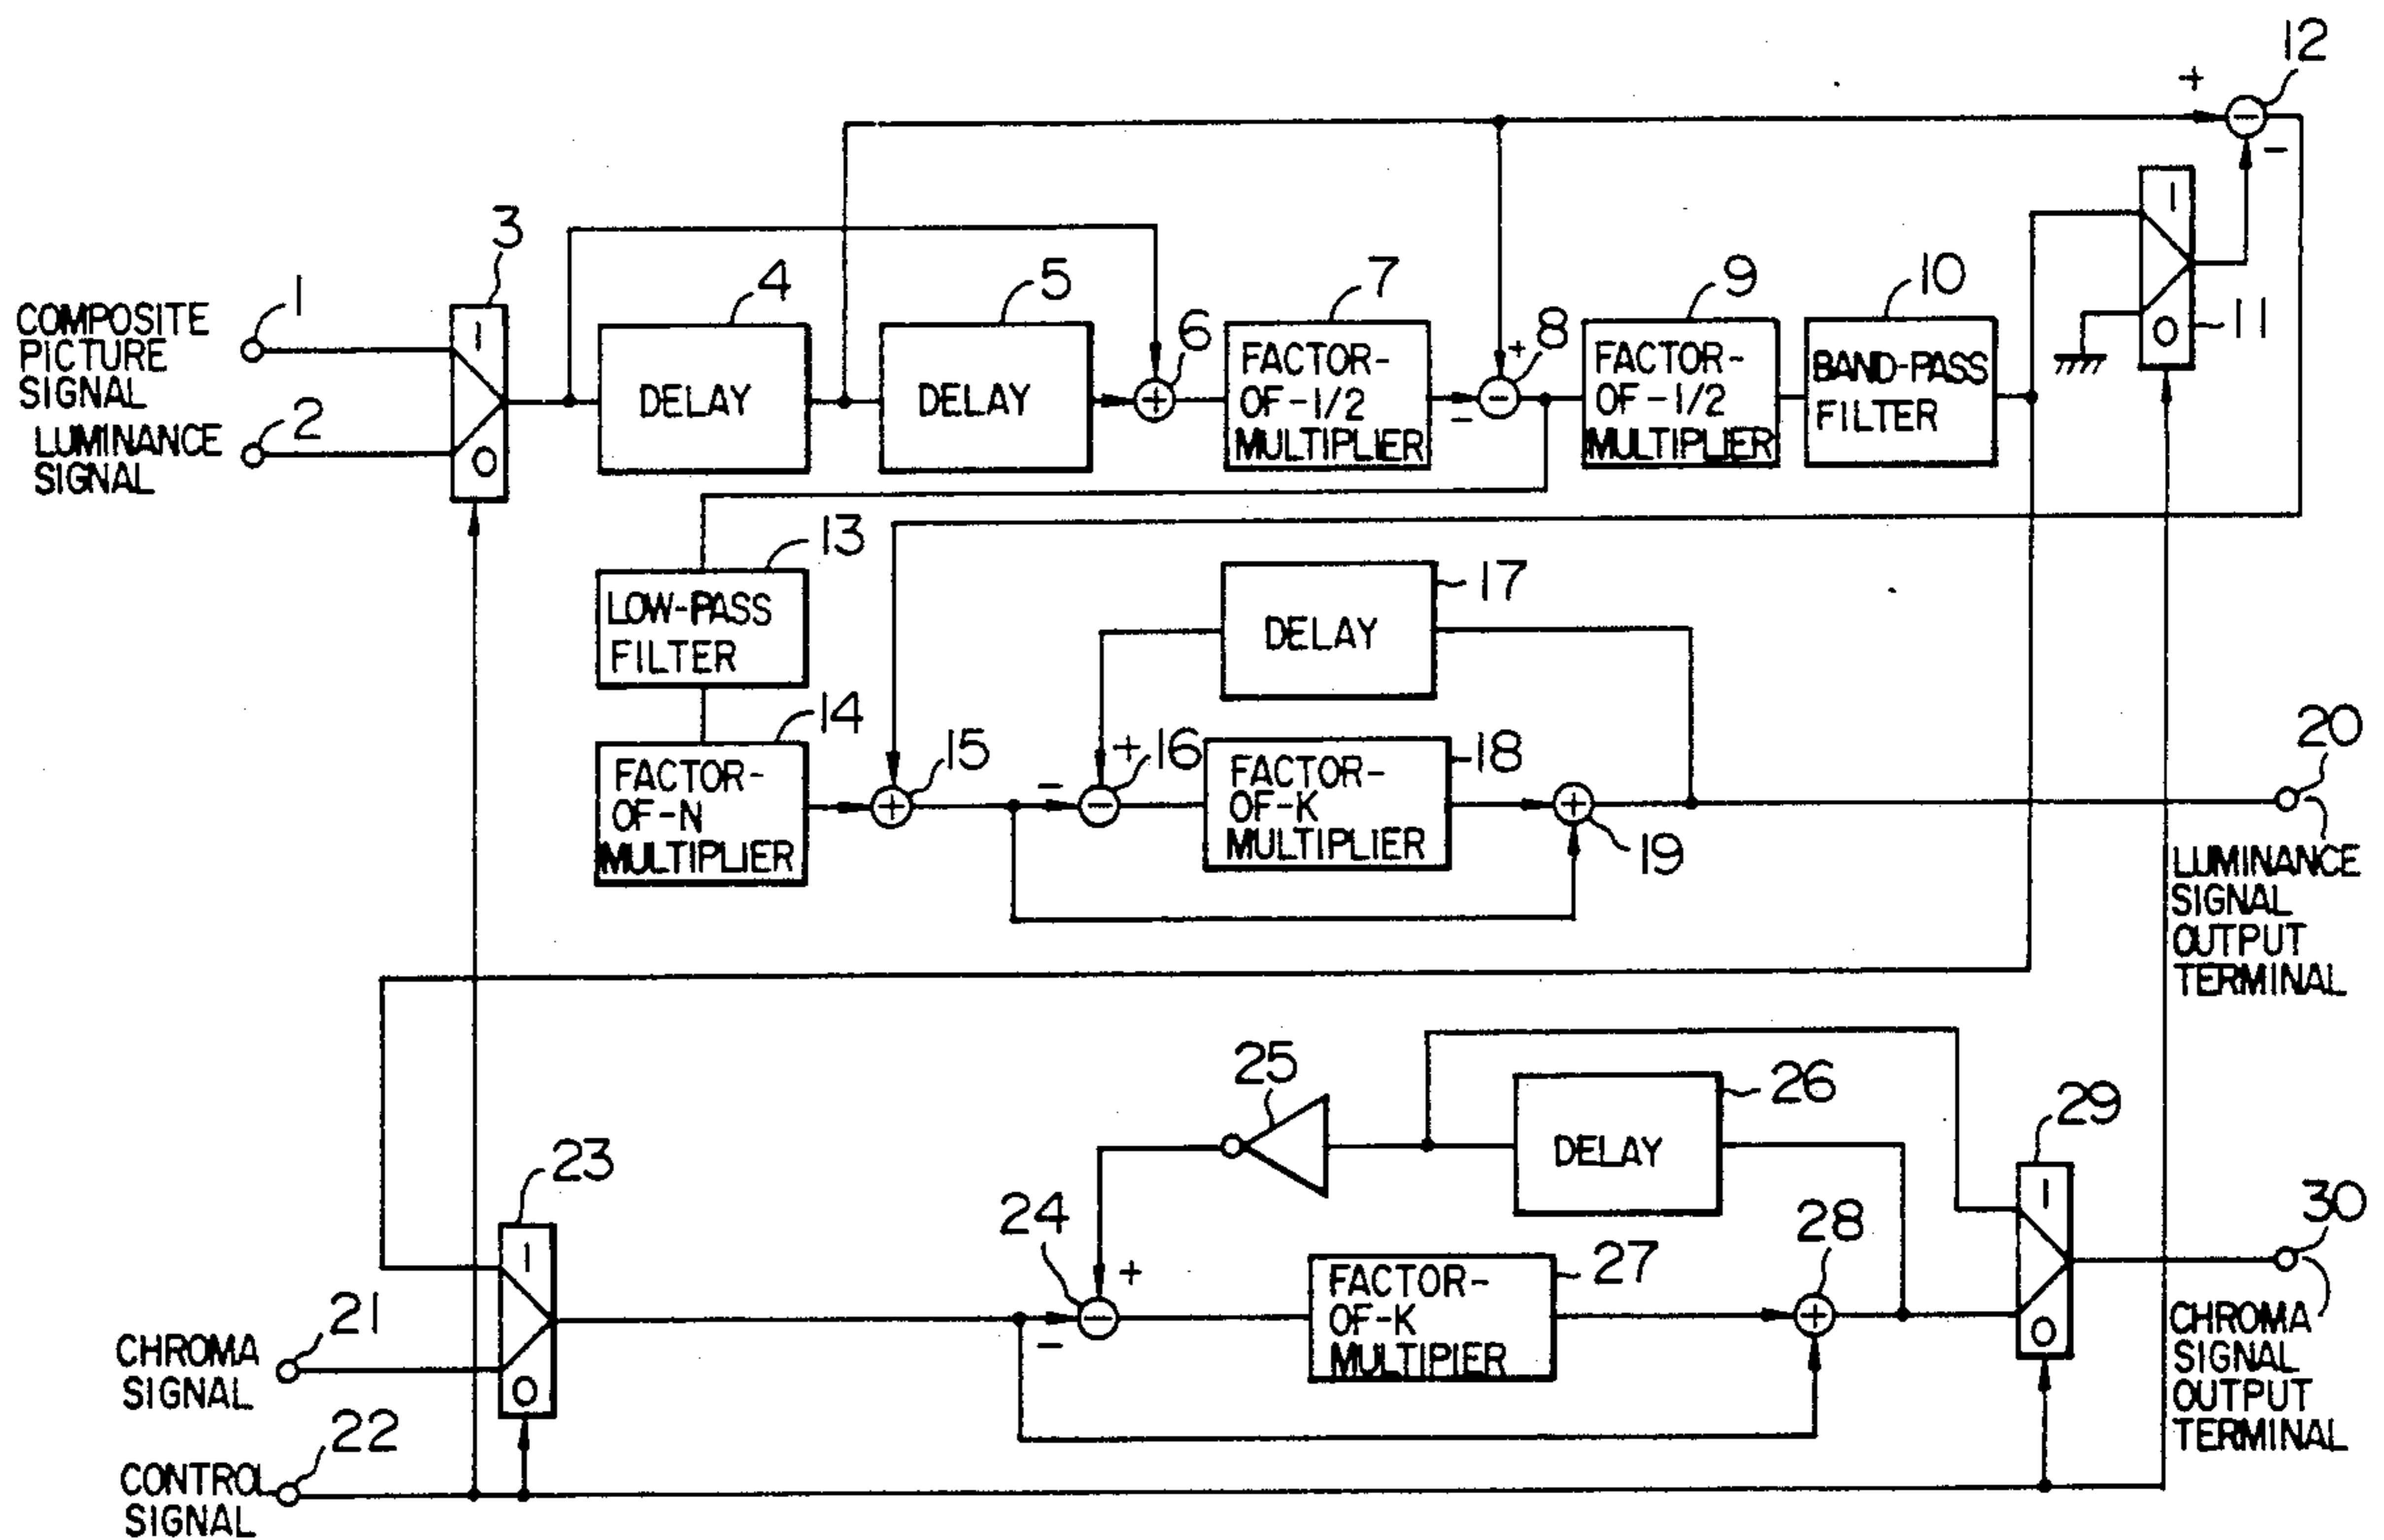 12
+
-
-
3
1
COMPOSITE
PICTURE
SIGNAL
1
2
LUMINANCE
SIGNAL
0
4
DELAY
5
DELAY
6
+
7
FACTOR-
OF-1/2
MULTIPLIER
+
-
8
-
9
FACTOR-
OF-1/2
MULTIPLIER
10
BAND-PASS
FILTER
1
0
11
13
LOW-PASS
FILTER
17
DELAY
14
FACTOR-
OF-N
MULTIPLIER
15
+
+
-
16
-
18
FACTOR-
OF-K
MULTIPLIER
+
19
20
LUMINANCE
SIGNAL
OUTPUT
TERMINAL
25
26
DELAY
29
1
0
23
1
0
24
+
-
-
27
FACTOR-
OF-K
MULTIPIER
28
+
30
CHROMA
SIGNAL
OUTPUT
TERMINAL
21
CHROMA
SIGNAL
22
CONTROL
SIGNAL